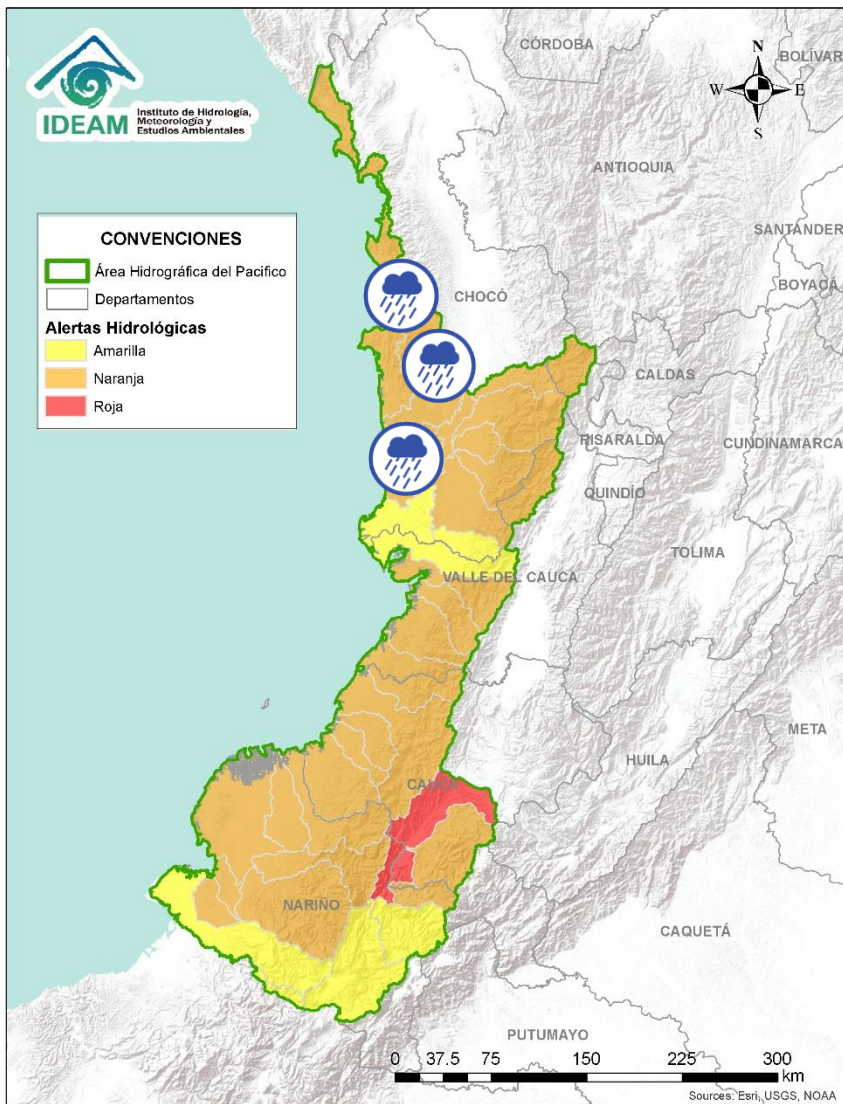 IDEAM
Instituto de Hidrología,
Meteorología y
Estudios Ambientales
CÓRDOBA
BOLÍVAR
N
W
E
S
ANTIOQUIA
SANTANDER
BOYACÁ
CONVENCIONES
Área Hidrográfica del Pacifico
Departamentos
Alertas Hidrológicas
Amarilla
Naranja
Roja
CHOCÓ
CALDAS
RISARALDA
CUNDINAMARCA
QUINDÍO
TOLIMA
VALLE DEL CAUCA
META
HUILA
CAUCA
NARIÑO
CAQUETÁ
PUTUMAYO
0 37.5 75 150 225 300
km
Sources: Esri, USGS, NOAA